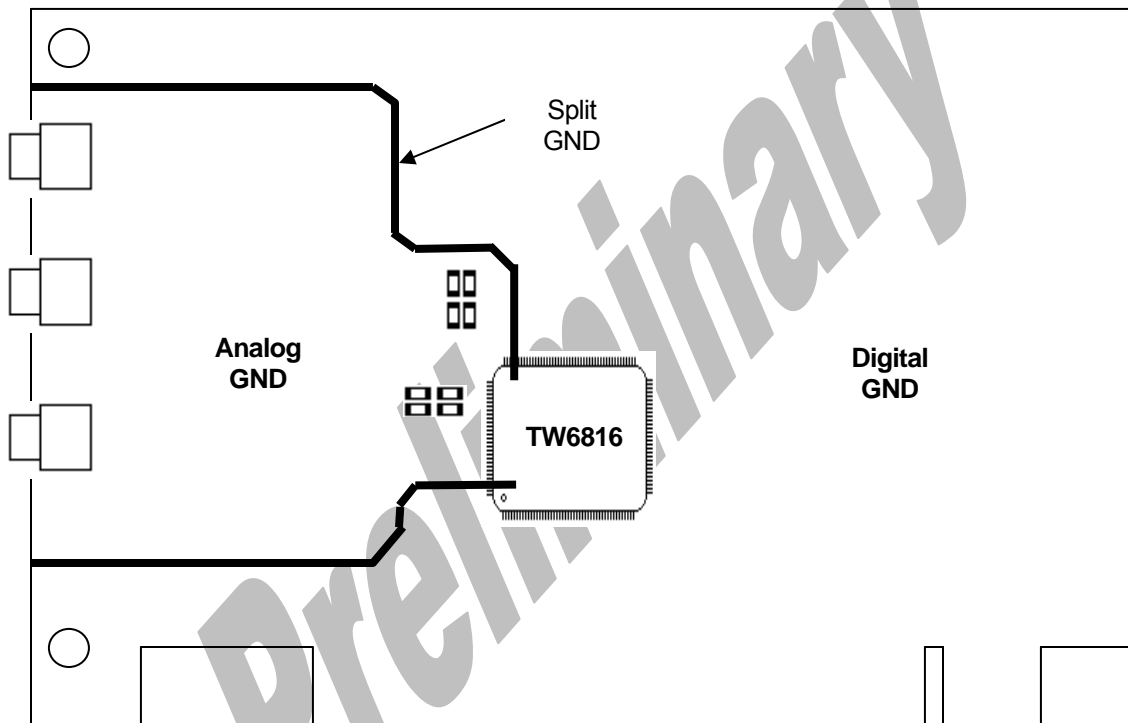 Split
GND
Analog
GND
Digital
GND
TW6816
Preliminary